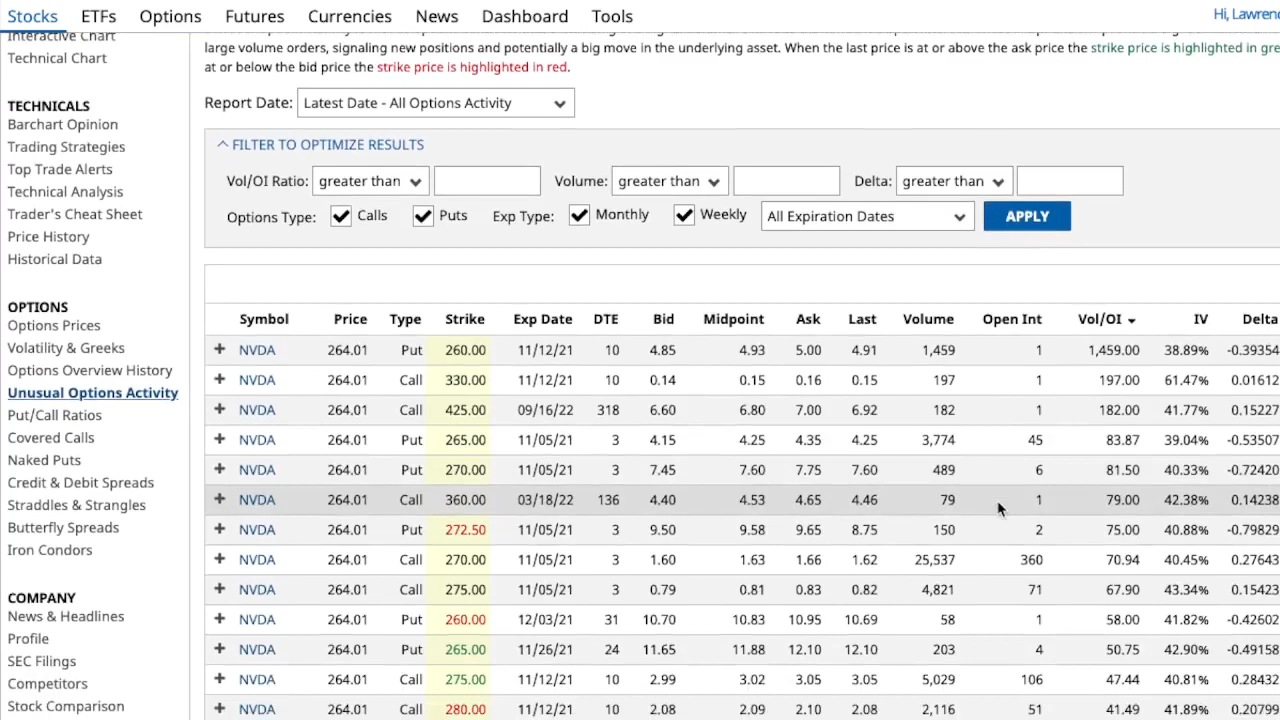 Stocks ETFs Options Futures Currencies News Dashboard Tools Hi, Lawrenc
Interactive Chart
Technical Chart
TECHNICALS
Barchart Opinion
Trading Strategies
Top Trade Alerts
Technical Analysis
Trader's Cheat Sheet
Price History
Historical Data
OPTIONS
Options Prices
Volatility & Greeks
Options Overview History
Unusual Options Activity
Put/Call Ratios
Covered Calls
Naked Puts
Credit & Debit Spreads
Straddles & Strangles
Butterfly Spreads
Iron Condors
COMPANY
News & Headlines
Profile
SEC Filings
Competitors
Stock Comparison
large volume orders, signaling new positions and potentially a big move in the underlying asset. When the last price is at or above the ask price the strike price is highlighted in gre
at or below the bid price the strike price is highlighted in red.
Report Date: Latest Date - All Options Activity
FILTER TO OPTIMIZE RESULTS
Vol/OI Ratio: greater than Volume: greater than Delta: greater than
Options Type: Calls Puts Exp Type: Monthly Weekly All Expiration Dates APPLY
Symbol Price Type Strike Exp Date DTE Bid Midpoint Ask Last Volume Open Int Vol/OI IV Delta
+ NVDA 264.01 Put 260.00 11/12/21 10 4.85 4.93 5.00 4.91 1,459 1 1,459.00 38.89% -0.39354
+ NVDA 264.01 Call 330.00 11/12/21 10 0.14 0.15 0.16 0.15 197 1 197.00 61.47% 0.01612
+ NVDA 264.01 Call 425.00 09/16/22 318 6.60 6.80 7.00 6.92 182 1 182.00 41.77% 0.15227
+ NVDA 264.01 Put 265.00 11/05/21 3 4.15 4.25 4.35 4.25 3,774 45 83.87 39.04% -0.53507
+ NVDA 264.01 Put 270.00 11/05/21 3 7.45 7.60 7.75 7.60 489 6 81.50 40.33% -0.72420
+ NVDA 264.01 Call 360.00 03/18/22 136 4.40 4.53 4.65 4.46 79 1 79.00 42.38% 0.14238
+ NVDA 264.01 Put 272.50 11/05/21 3 9.50 9.58 9.65 8.75 150 2 75.00 40.88% -0.79829
+ NVDA 264.01 Call 270.00 11/05/21 3 1.60 1.63 1.66 1.62 25,537 360 70.94 40.45% 0.27643
+ NVDA 264.01 Call 275.00 11/05/21 3 0.79 0.81 0.83 0.82 4,821 71 67.90 43.34% 0.15423
+ NVDA 264.01 Put 260.00 12/03/21 31 10.70 10.83 10.95 10.69 58 1 58.00 41.82% -0.42602
+ NVDA 264.01 Put 265.00 11/26/21 24 11.65 11.88 12.10 12.10 203 4 50.75 42.90% -0.49158
+ NVDA 264.01 Call 275.00 11/12/21 10 2.99 3.02 3.05 3.05 5,029 106 47.44 40.81% 0.28432
+ NVDA 264.01 Call 280.00 11/12/21 10 2.08 2.09 2.10 2.08 2,116 51 41.49 41.89% 0.20799